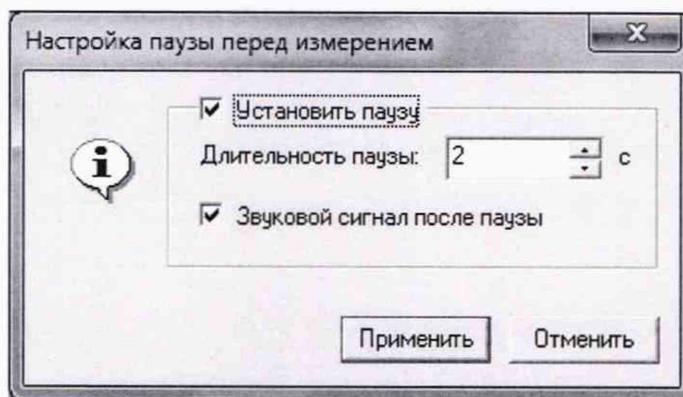 Настройка паузы перед измерением
Установить паузу
Длительность паузы: 2 с
Звуковой сигнал после паузы
Применить Отменить